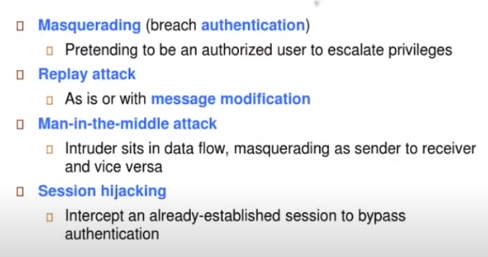 Masquerading (breach authentication)
Pretending to be an authorized user to escalate privileges
Replay attack
As is or with message modification
Man-in-the-middle attack
Intruder sits in data flow, masquerading as sender to receiver
and vice versa
Session hijacking
Intercept an already-established session to bypass
authentication